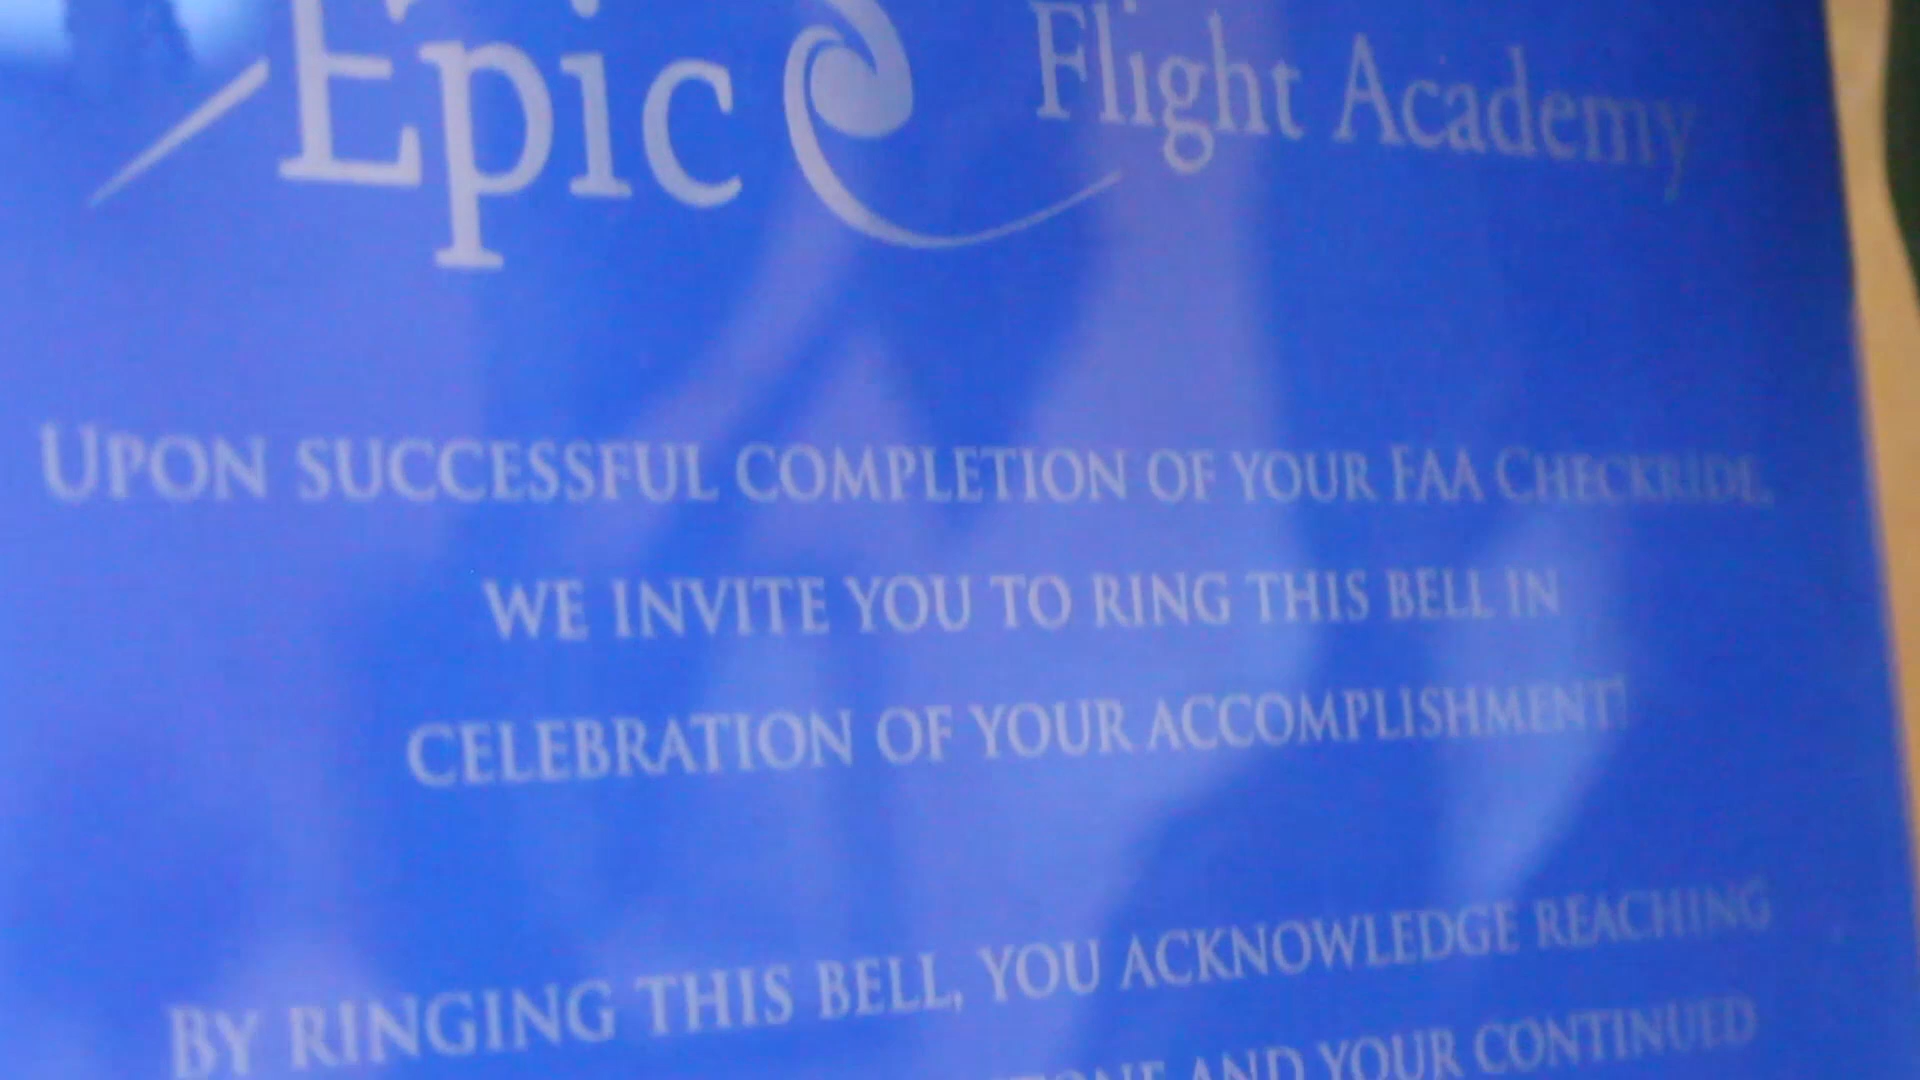 Epic Flight Academy
UPON SUCCESSFUL COMPLETION OF YOUR FAA CHECKRIDE,
WE INVITE YOU TO RING THIS BELL IN
CELEBRATION OF YOUR ACCOMPLISHMENT!
BY RINGING THIS BELL, YOU ACKNOWLEDGE REACHING
AND YOUR CONTINUED